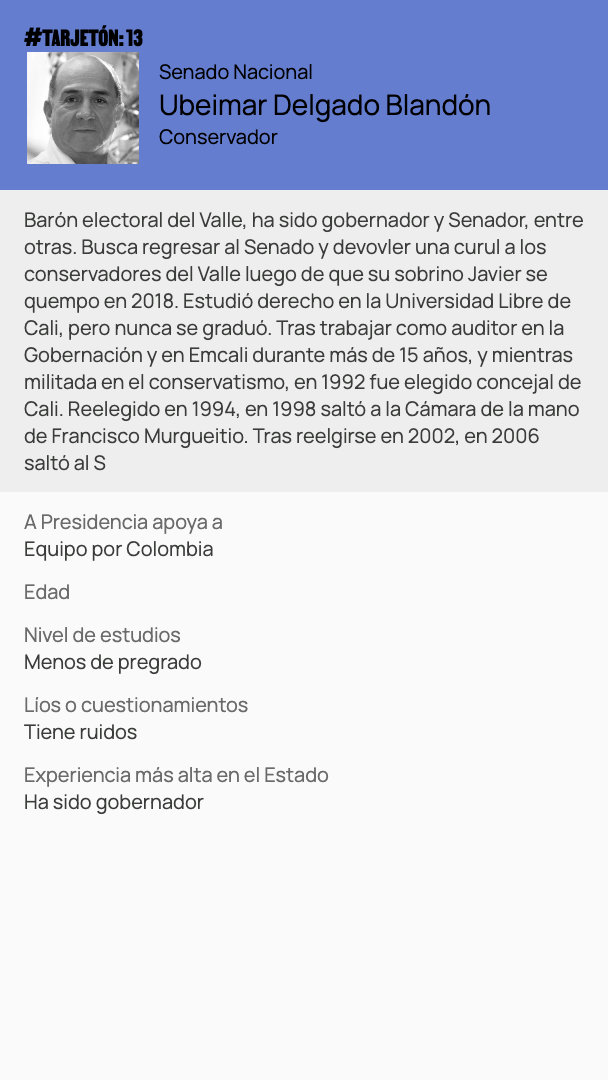 #TARJETÓN: 13
Senado Nacional
Ubeimar Delgado Blandón
Conservador
Barón electoral del Valle, ha sido gobernador y Senador, entre
otras. Busca regresar al Senado y devovler una curul a los
conservadores del Valle luego de que su sobrino Javier se
quempo en 2018. Estudió derecho en la Universidad Libre de
Cali, pero nunca se graduó. Tras trabajar como auditor en la
Gobernación y en Emcali durante más de 15 años, y mientras
militada en el conservatismo, en 1992 fue elegido concejal de
Cali. Reelegido en 1994, en 1998 saltó a la Cámara de la mano
de Francisco Murgueitio. Tras reelgirse en 2002, en 2006
saltó al S
A Presidencia apoya a
Equipo por Colombia
Edad
Nivel de estudios
Menos de pregrado
Líos o cuestionamientos
Tiene ruidos
Experiencia más alta en el Estado
Ha sido gobernador